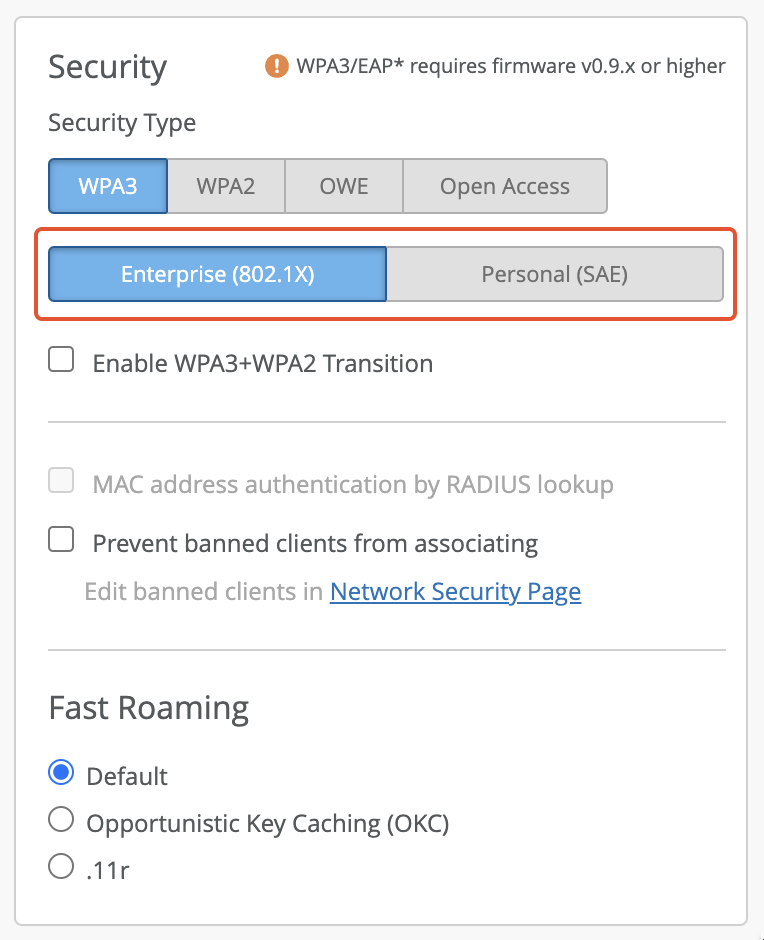 Security
WPA3/EAP* requires firmware v0.9.x or higher
Security Type
WPA3 WPA2 OWE Open Access
Enterprise (802.1X) Personal (SAE)
Enable WPA3+WPA2 Transition
MAC address authentication by RADIUS lookup
Prevent banned clients from associating
Edit banned clients in Network Security Page
Fast Roaming
Default
Opportunistic Key Caching (OKC)
.11r